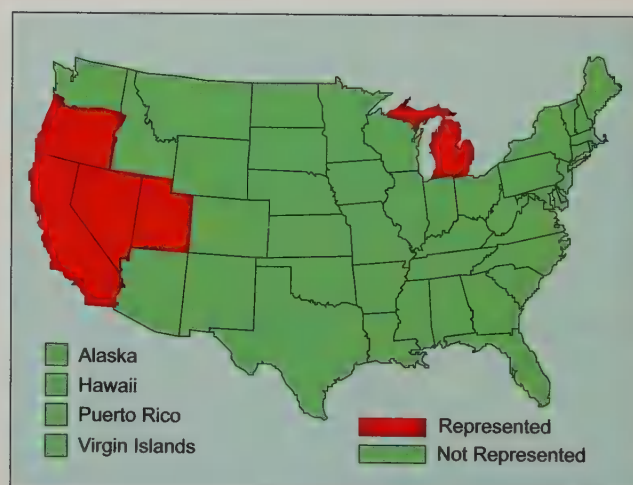 Alaska
Hawaii
Puerto Rico
Virgin Islands
Represented
Not Represented